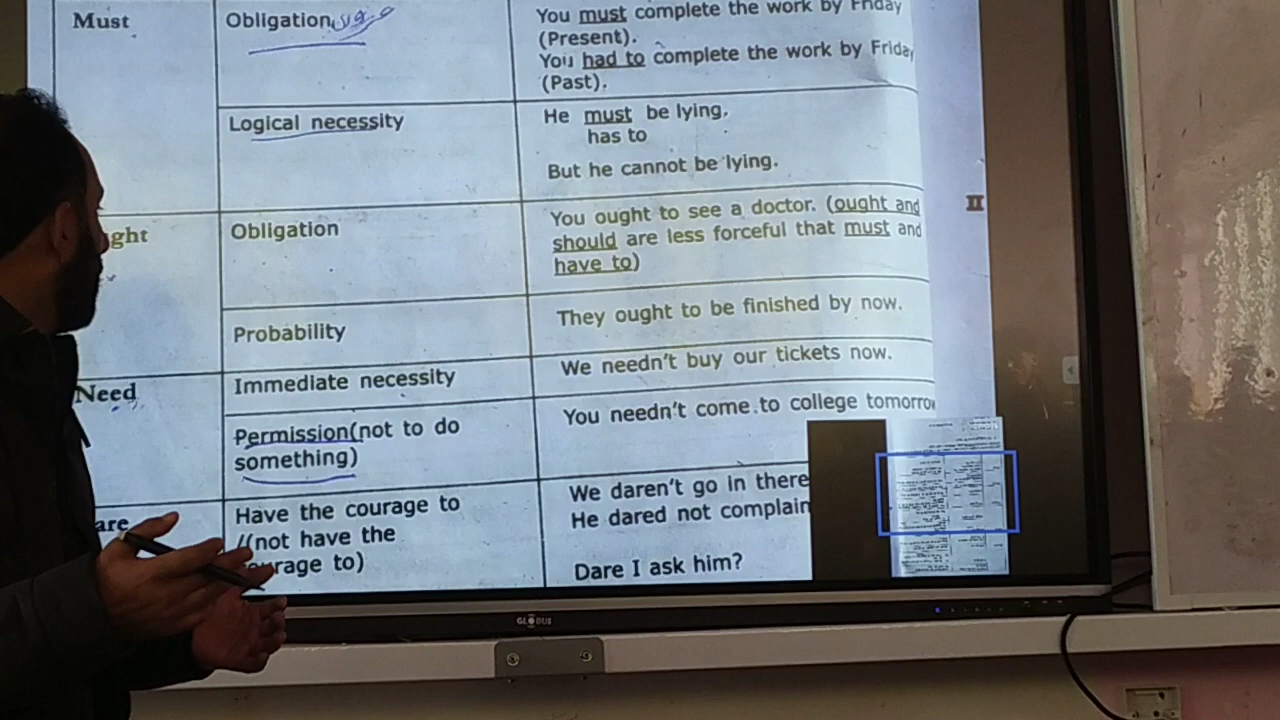 Must
Obligation
You must complete the work by Friday
(Present).
You had to complete the work by Friday
(Past).
Logical necessity
He must be lying.
has to
But he cannot be lying.
ght
Obligation
You ought to see a doctor. (ought and
should are less forceful that must and
have to)
II
Probability
They ought to be finished by now.
Need
Immediate necessity
We needn't buy our tickets now.
Permission(not to do
something)
You needn't come to college tomorrow
are
Have the courage to
/(not have the
courage to)
We daren't go in there
He dared not complain
Dare I ask him?
GLOBUS